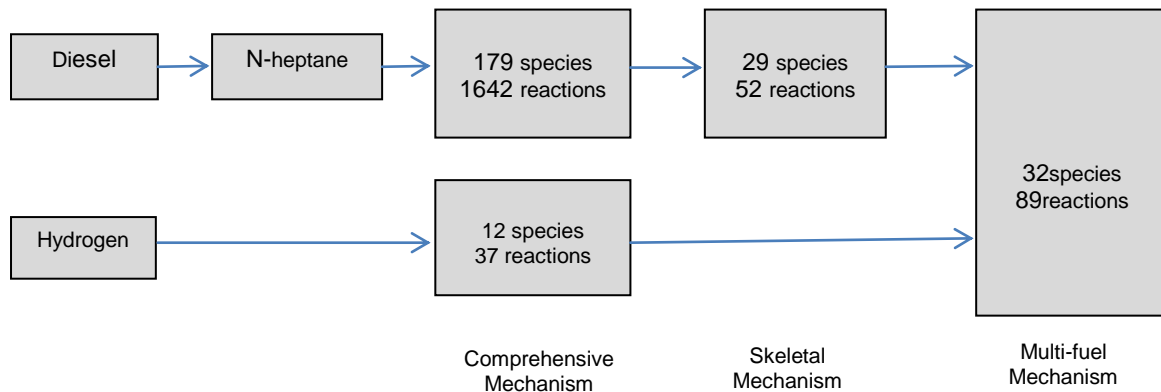 Diesel
N-heptane
179 species
1642 reactions
29 species
52 reactions
32species
89reactions
Hydrogen
12 species
37 reactions
Comprehensive
Mechanism
Skeletal
Mechanism
Multi-fuel
Mechanism